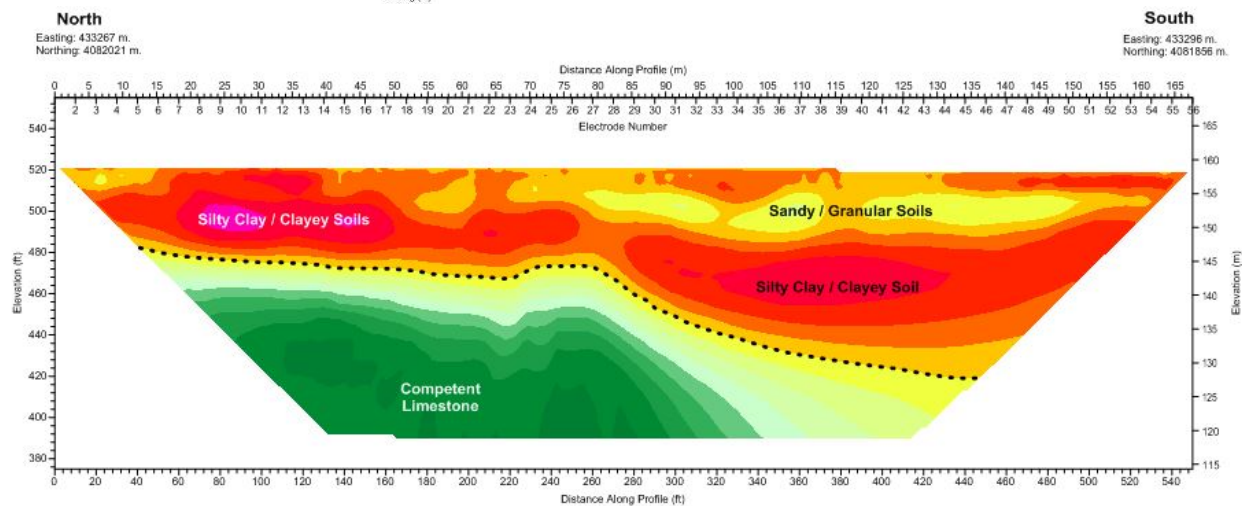 North
Easting: 433267 m.
Northing: 4082021 m.
South
Easting: 433296 m.
Northing: 4081856 m.
Distance Along Profile (m)
0 5 10 15 20 25 30 35 40 45 50 55 60 65 70 75 80 85 90 95 100 105 110 115 120 125 130 135 140 145 150 155 160 165
2 3 4 5 6 7 8 9 10 11 12 13 14 15 16 17 18 19 20 21 22 23 24 25 26 27 28 29 30 31 32 33 34 35 36 37 38 39 40 41 42 43 44 45 46 47 48 49 50 51 52 53 54 55 56
Electrode Number
540
520
500
480
460
440
420
400
380
Elevation (ft)
Silty Clay / Clayey Soils
Sandy / Granular Soils
Silty Clay / Clayey Soil
Competent
Limestone
165
160
155
150
145
140
135
130
125
120
115
Elevation (m)
0 20 40 60 80 100 120 140 160 180 200 220 240 260 280 300 320 340 360 380 400 420 440 460 480 500 520 540
Distance Along Profile (ft)